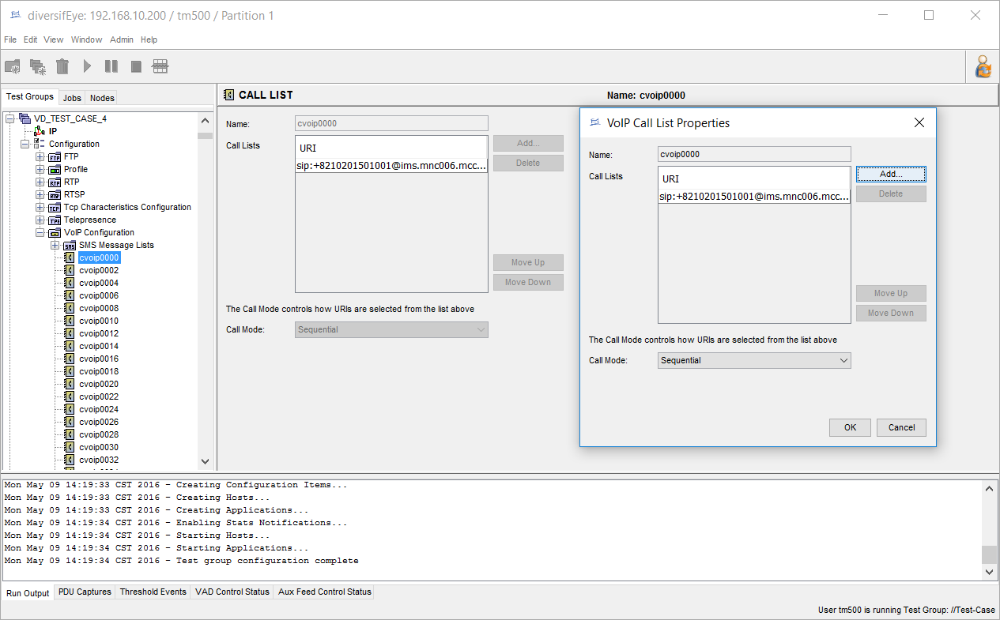 diversifEye: 192.168.10.200 / tm500 / Partition 1
File Edit View Window Admin Help
Test Groups Jobs Nodes
VD_TEST_CASE_4
IP
Configuration
FTP
Profile
RTP
RTSP
Tcp Characteristics Configuration
Telepresence
VoIP Configuration
SMS Message Lists
cvoip0000
cvoip0002
cvoip0004
cvoip0006
cvoip0008
cvoip0010
cvoip0012
cvoip0014
cvoip0016
cvoip0018
cvoip0020
cvoip0022
cvoip0024
cvoip0026
cvoip0028
cvoip0030
cvoip0032
CALL LIST
Name: cvoip0000
Name: cvoip0000
Call Lists
URI
sip:+8210201501001@ims.mnc006.mcc...
Add...
Delete
Move Up
Move Down
The Call Mode controls how URIs are selected from the list above
Call Mode: Sequential
VoIP Call List Properties
Name: cvoip0000
Call Lists
URI
sip:+8210201501001@ims.mnc006.mcc...
Add...
Delete
Move Up
Move Down
The Call Mode controls how URIs are selected from the list above
Call Mode: Sequential
OK Cancel
Mon May 09 14:19:33 CST 2016 - Creating Configuration Items...
Mon May 09 14:19:33 CST 2016 - Creating Hosts...
Mon May 09 14:19:33 CST 2016 - Creating Applications...
Mon May 09 14:19:34 CST 2016 - Enabling Stats Notifications...
Mon May 09 14:19:34 CST 2016 - Starting Hosts...
Mon May 09 14:19:34 CST 2016 - Starting Applications...
Mon May 09 14:19:34 CST 2016 - Test group configuration complete
Run Output PDU Captures Threshold Events VAD Control Status Aux Feed Control Status
User tm500 is running Test Group: //Test-Case